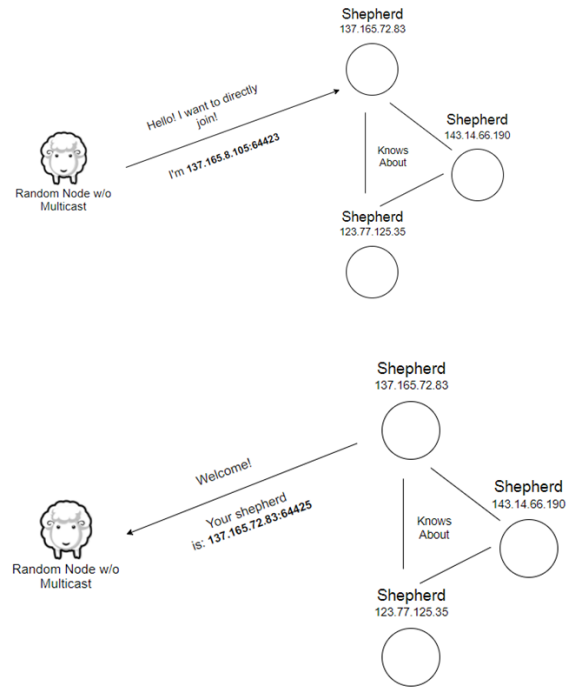 Shepherd
137.165.72.83
Hello! I want to directly
join!
I'm 137.165.8.105:64423
Shepherd
143.14.66.190
Knows
About
Random Node w/o
Multicast
Shepherd
123.77.125.35
Shepherd
137.165.72.83
Welcome!
Your shepherd
is: 137.165.72.83:64425
Shepherd
143.14.66.190
Knows
About
Random Node w/o
Multicast
Shepherd
123.77.125.35